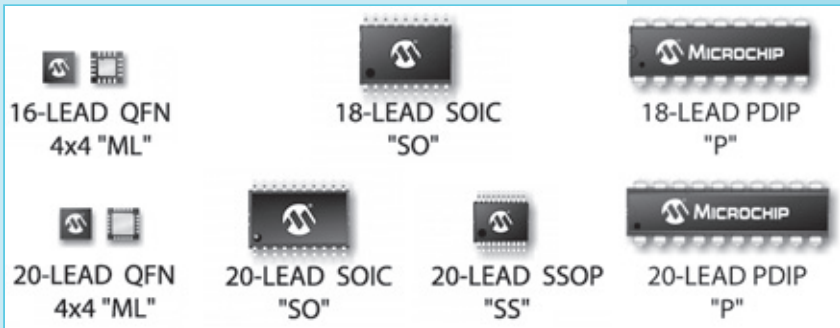 MICROCHIP
16-LEAD QFN
4x4 "ML"
18-LEAD SOIC
"SO"
18-LEAD PDIP
"P"
MICROCHIP
20-LEAD QFN
4x4 "ML"
20-LEAD SOIC
"SO"
20-LEAD SSOP
"SS"
20-LEAD PDIP
"P"